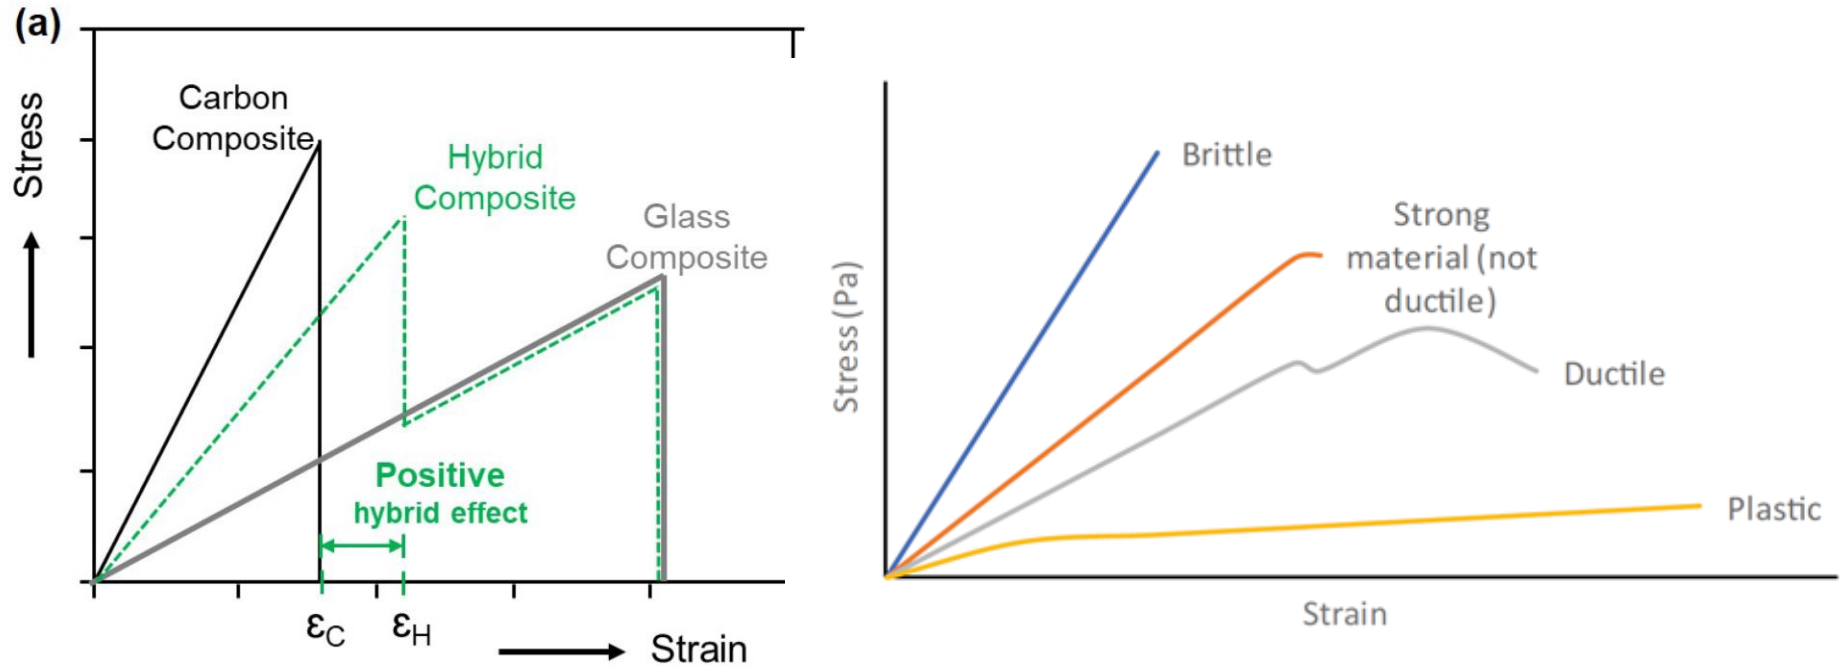 (a)
Stress
Carbon
Composite
Hybrid
Composite
Glass
Composite
Positive
hybrid effect
εC
εH
Strain
Stress (Pa)
Brittle
Strong
material (not
ductile)
Ductile
Plastic
Strain